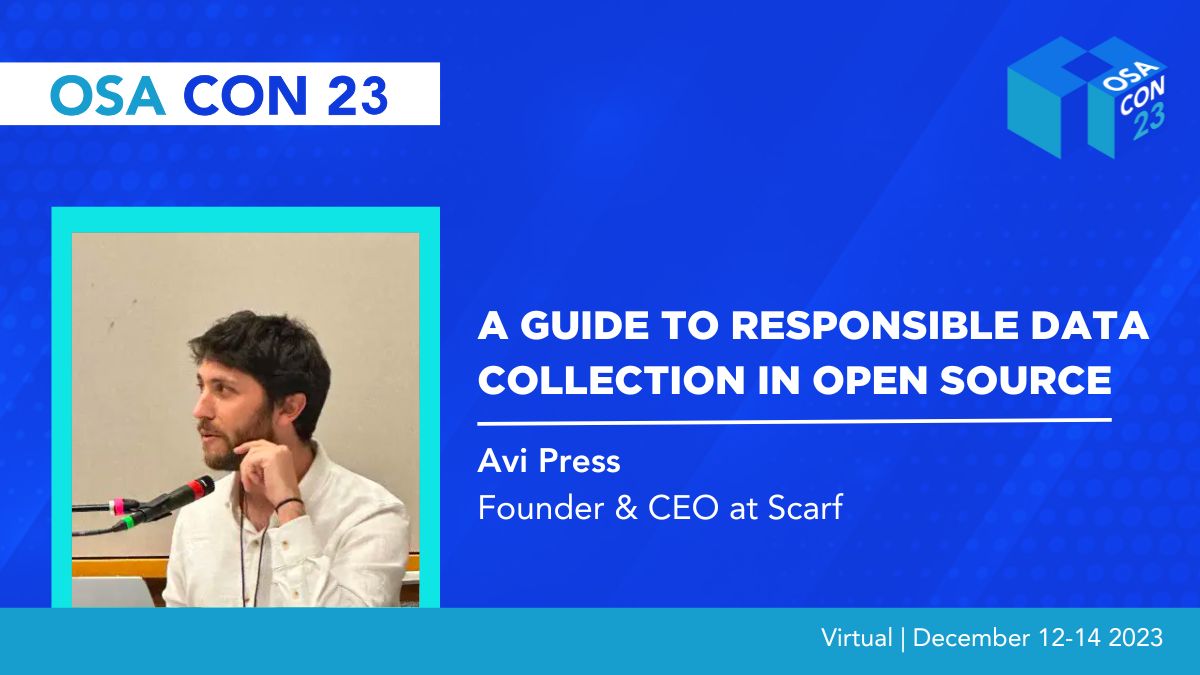 OSA CON 23
OSA
CON
23
A GUIDE TO RESPONSIBLE DATA
COLLECTION IN OPEN SOURCE
Avi Press
Founder & CEO at Scarf
Virtual | December 12-14 2023